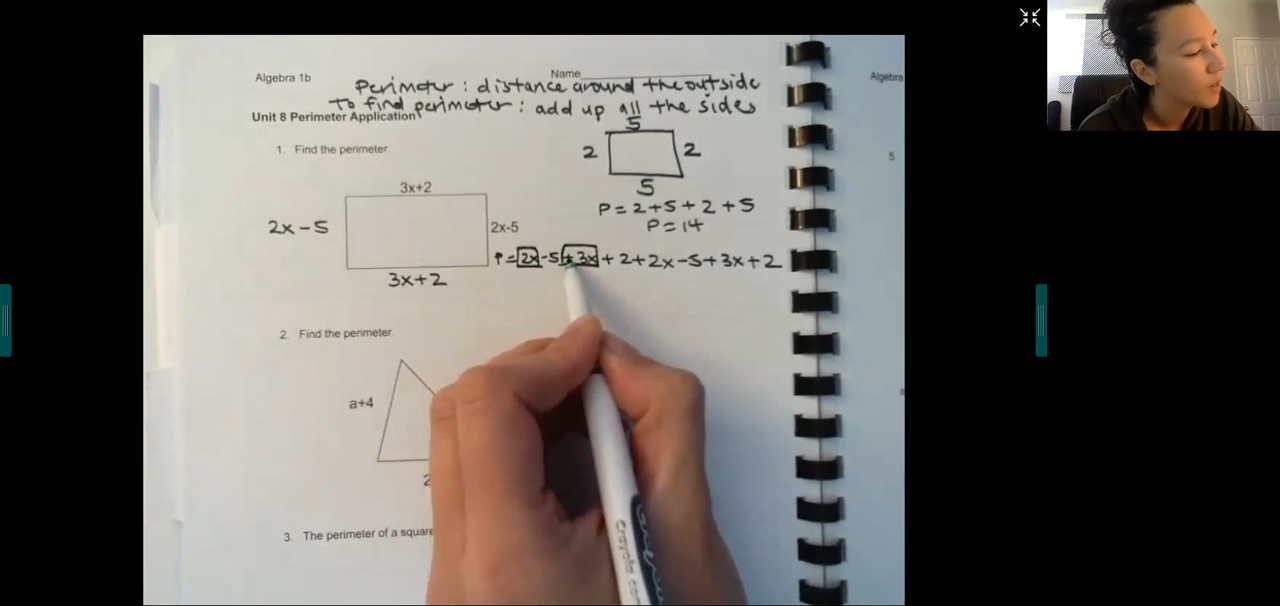 Algebra 1b
Name
Perimeter : distance around the outside
To find perimeter : add up all the sides
Unit 8 Perimeter Application
Algebra
5
2
2
5
P=2+5+2+5
P=14
1. Find the perimeter.
3x+2
2x-5
2x-5
3x+2
P=2x-5+3x+2+2x-5+3x+2
5
2. Find the perimeter.
a+4
2
3. The perimeter of a square
Crayola.com